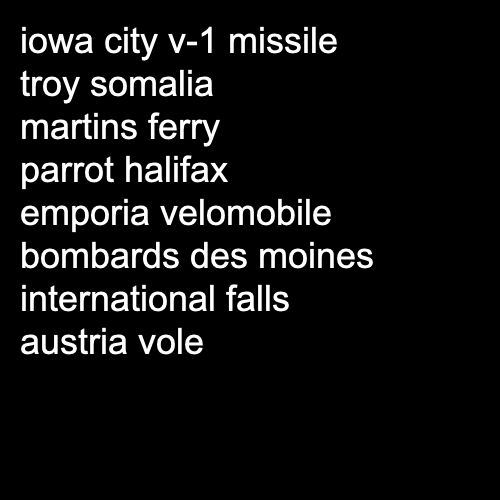 iowa city v-1 missile
troy somalia
martins ferry
parrot halifax
emporia velomobile
bombards des moines
international falls
austria vole